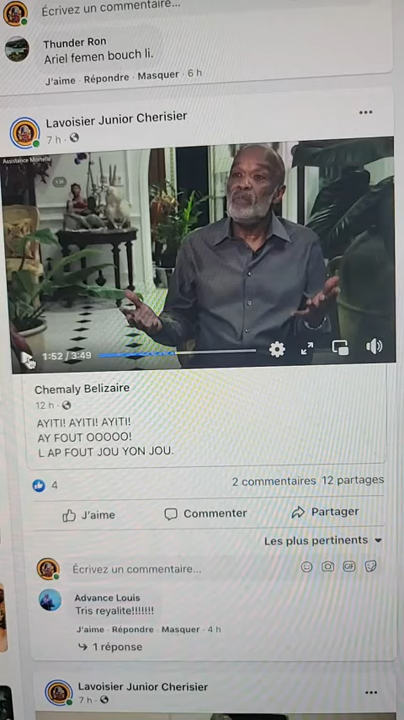 Écrivez un commentaire...
Thunder Ron
Ariel femen bouch li.
J'aime · Répondre · Masquer · 6 h
Lavoisier Junior Cherisier
7 h ·
Assistance Mortelle
1:52 / 3:49
Chemaly Belizaire
12 h ·
AYITI! AYITI! AYITI!
AY FOUT OOOOO!
L AP FOUT JOU YON JOU.
4
2 commentaires 12 partages
J'aime
Commenter
Partager
Les plus pertinents
Écrivez un commentaire...
GIF
Advance Louis
Tris reyalite!!!!!!!
J'aime · Répondre · Masquer · 4 h
1 réponse
Lavoisier Junior Cherisier
7 h ·